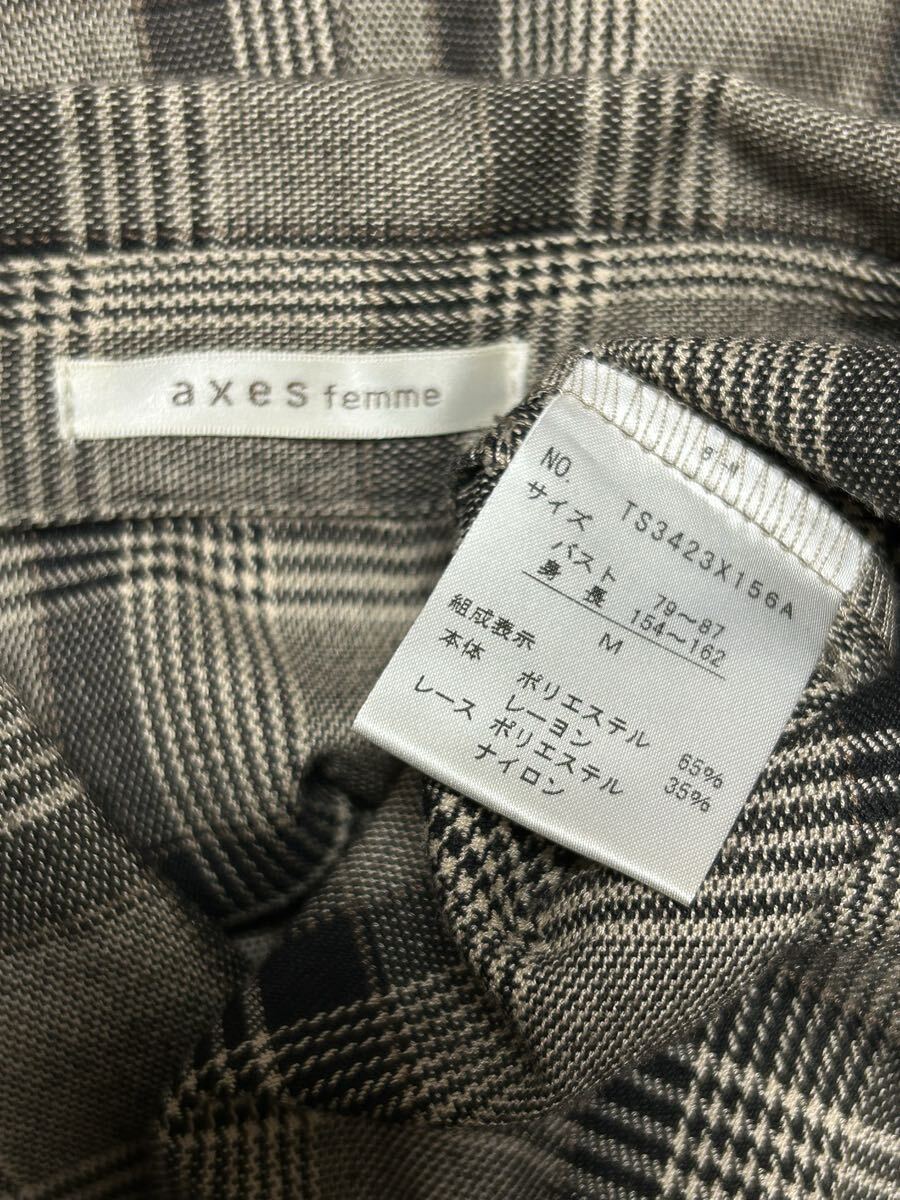 axes femme
NO. TS3423X156A
サイズ
バスト 79～87
身長 154～162
M
組成表示
本体 ポリエステル 65%
レーヨン 35%
レース ポリエステル
ナイロン